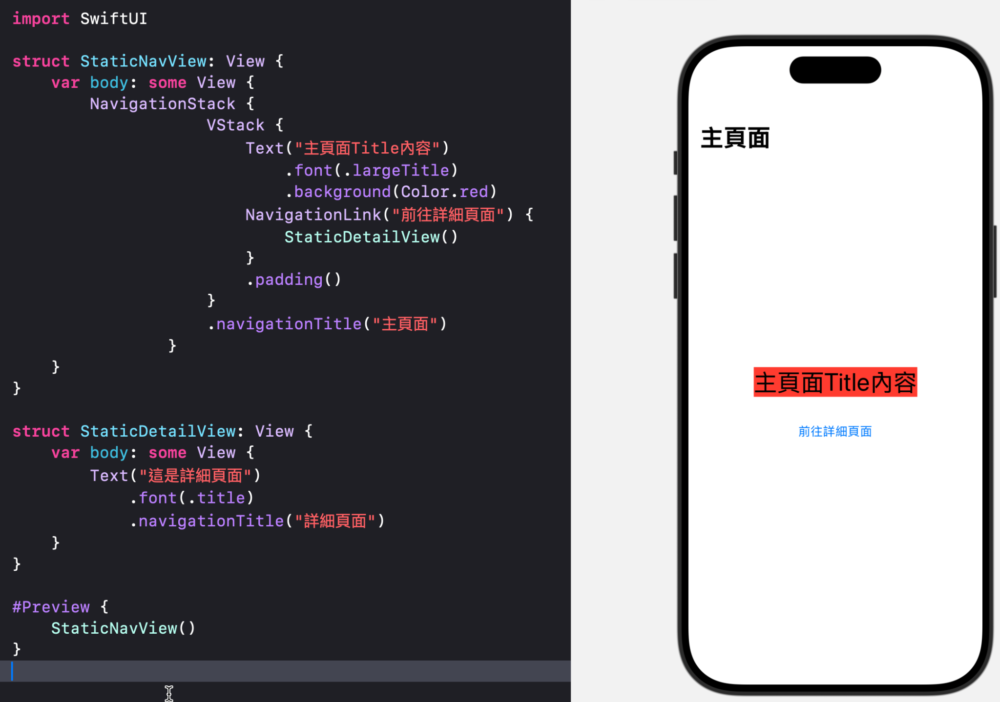 import SwiftUI
struct StaticNavView: View {
var body: some View {
NavigationStack {
VStack {
Text("主頁面Title內容")
.font(.largeTitle)
.background(Color.red)
NavigationLink("前往詳細頁面") {
StaticDetailView()
}
.padding()
}
.navigationTitle("主頁面")
}
}
}
struct StaticDetailView: View {
var body: some View {
Text("這是詳細頁面")
.font(.title)
.navigationTitle("詳細頁面")
}
}
#Preview {
StaticNavView()
}
主頁面
主頁面Title內容
前往詳細頁面